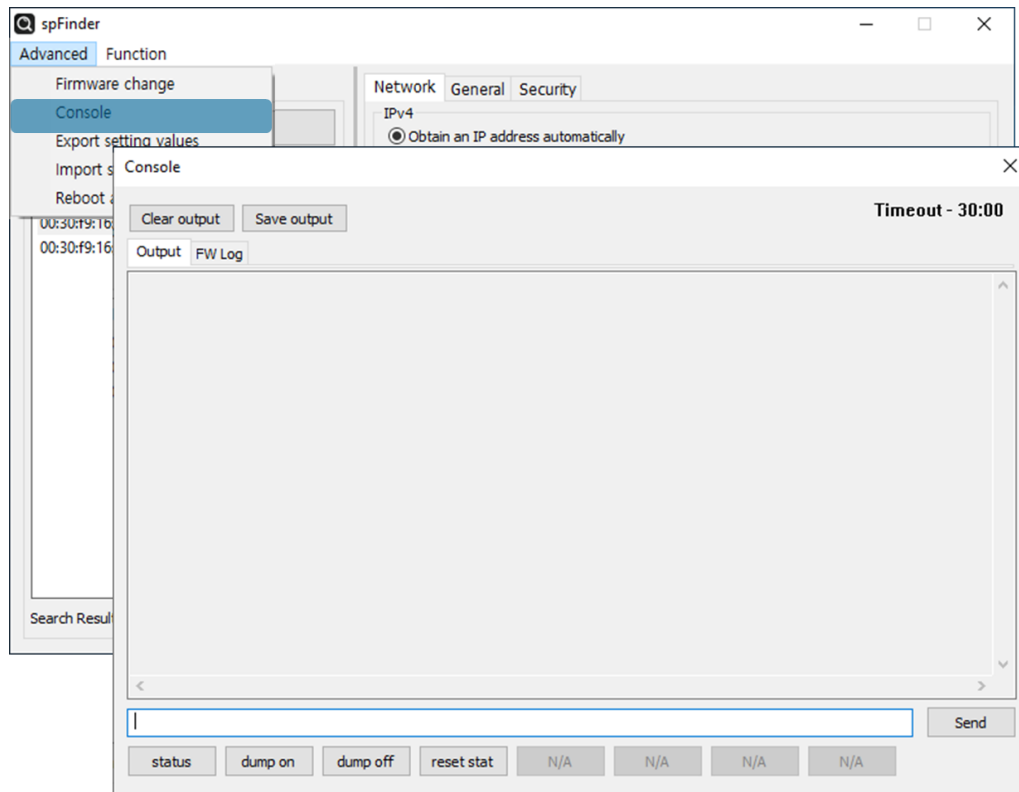 spFinder
Advanced Function
Firmware change
Console
Export setting values
Import
Reboot
00:30:f9:16
00:30:f9:16
Search Result
Network General Security
IPv4
Obtain an IP address automatically
Console
Clear output Save output
Timeout - 30:00
Output FW Log
Send
status dump on dump off reset stat N/A N/A N/A N/A